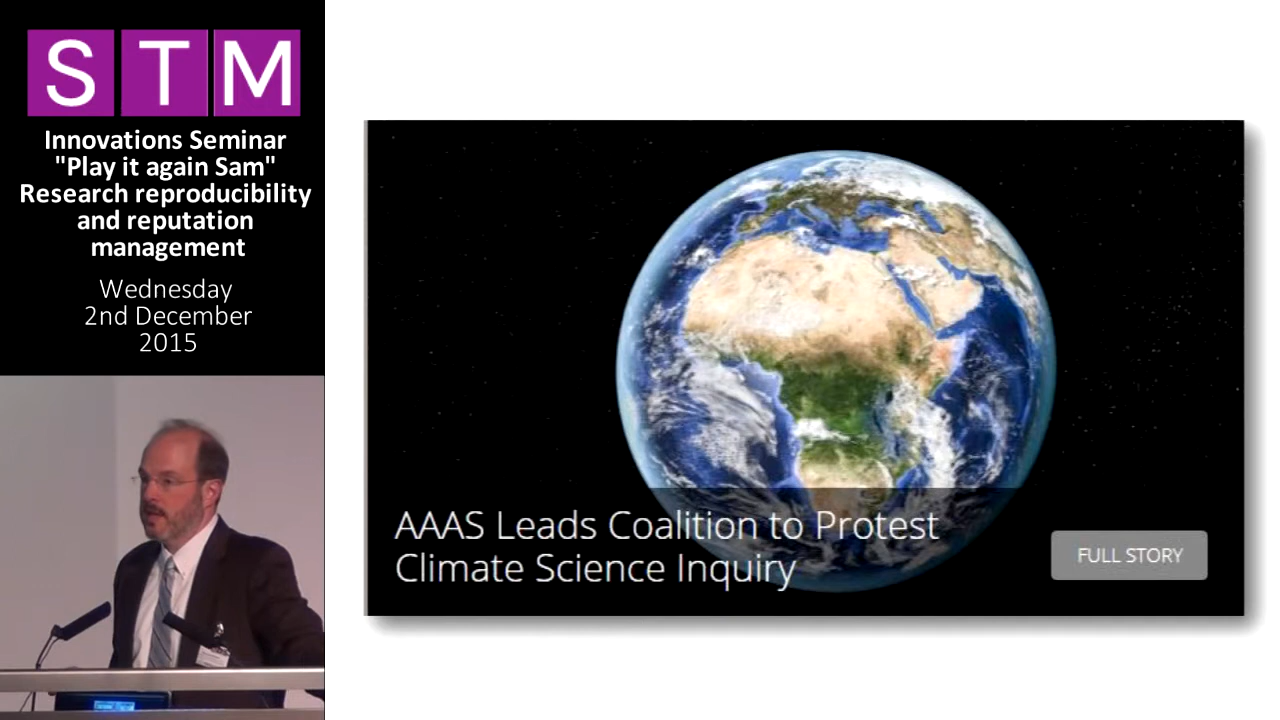 STM
Innovations Seminar
"Play it again Sam"
Research reproducibility
and reputation
management
Wednesday
2nd December
2015
AAAS Leads Coalition to Protest
Climate Science Inquiry
FULL STORY